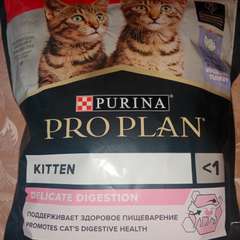 PURINA
PRO PLAN
KITTEN <1
DELICATE DIGESTION
ПОДДЕРЖИВАЕТ ЗДОРОВОЕ ПИЩЕВАРЕНИЕ
PROMOTES CAT'S DIGESTIVE HEALTH